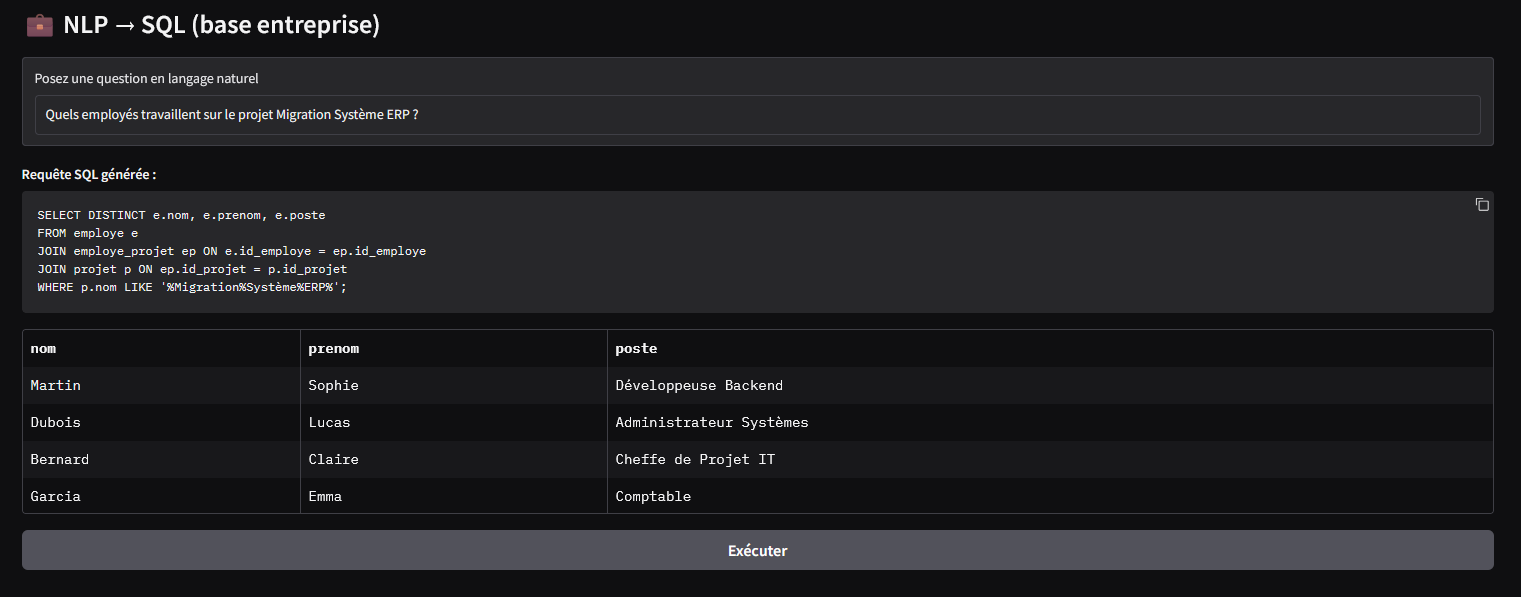 💼 NLP → SQL (base entreprise)
Posez une question en langage naturel
Quels employés travaillent sur le projet Migration Système ERP ?
Requête SQL générée :
SELECT DISTINCT e.nom, e.prenom, e.poste
FROM employe e
JOIN employe_projet ep ON e.id_employe = ep.id_employe
JOIN projet p ON ep.id_projet = p.id_projet
WHERE p.nom LIKE '%Migration%Système%ERP%';
nom prenom poste
Martin Sophie Développeuse Backend
Dubois Lucas Administrateur Systèmes
Bernard Claire Cheffe de Projet IT
Garcia Emma Comptable
Exécuter